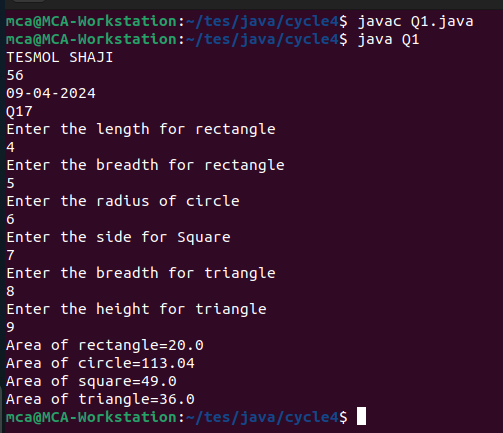 mca@MCA-Workstation:~/tes/java/cycle4$ javac Q1.java
mca@MCA-Workstation:~/tes/java/cycle4$ java Q1
TESMOL SHAJI
56
09-04-2024
Q17
Enter the length for rectangle
4
Enter the breadth for rectangle
5
Enter the radius of circle
6
Enter the side for Square
7
Enter the breadth for triangle
8
Enter the height for triangle
9
Area of rectangle=20.0
Area of circle=113.04
Area of square=49.0
Area of triangle=36.0
mca@MCA-Workstation:~/tes/java/cycle4$